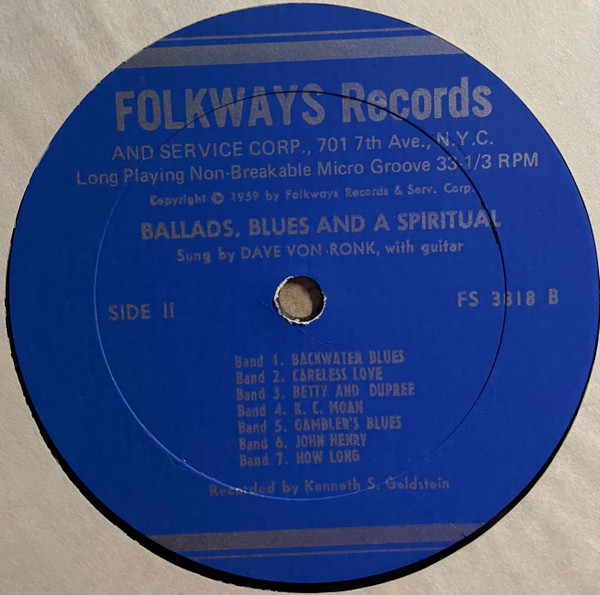 FOLKWAYS Records
AND SERVICE CORP., 701 7th Ave., N.Y.C.
Long Playing Non-Breakable Micro Groove 33-1/3 RPM
Copyright © 1959 by Folkways Records & Serv. Corp.
BALLADS, BLUES AND A SPIRITUAL
Sung by DAVE VON RONK, with guitar
SIDE II
FS 3818 B
Band 1. BACKWATER BLUES
Band 2. CARELESS LOVE
Band 3. BETTY AND DUPREE
Band 4. K. C. MOAN
Band 5. GAMBLER'S BLUES
Band 6. JOHN HENRY
Band 7. HOW LONG
Recorded by Kenneth S. Goldstein